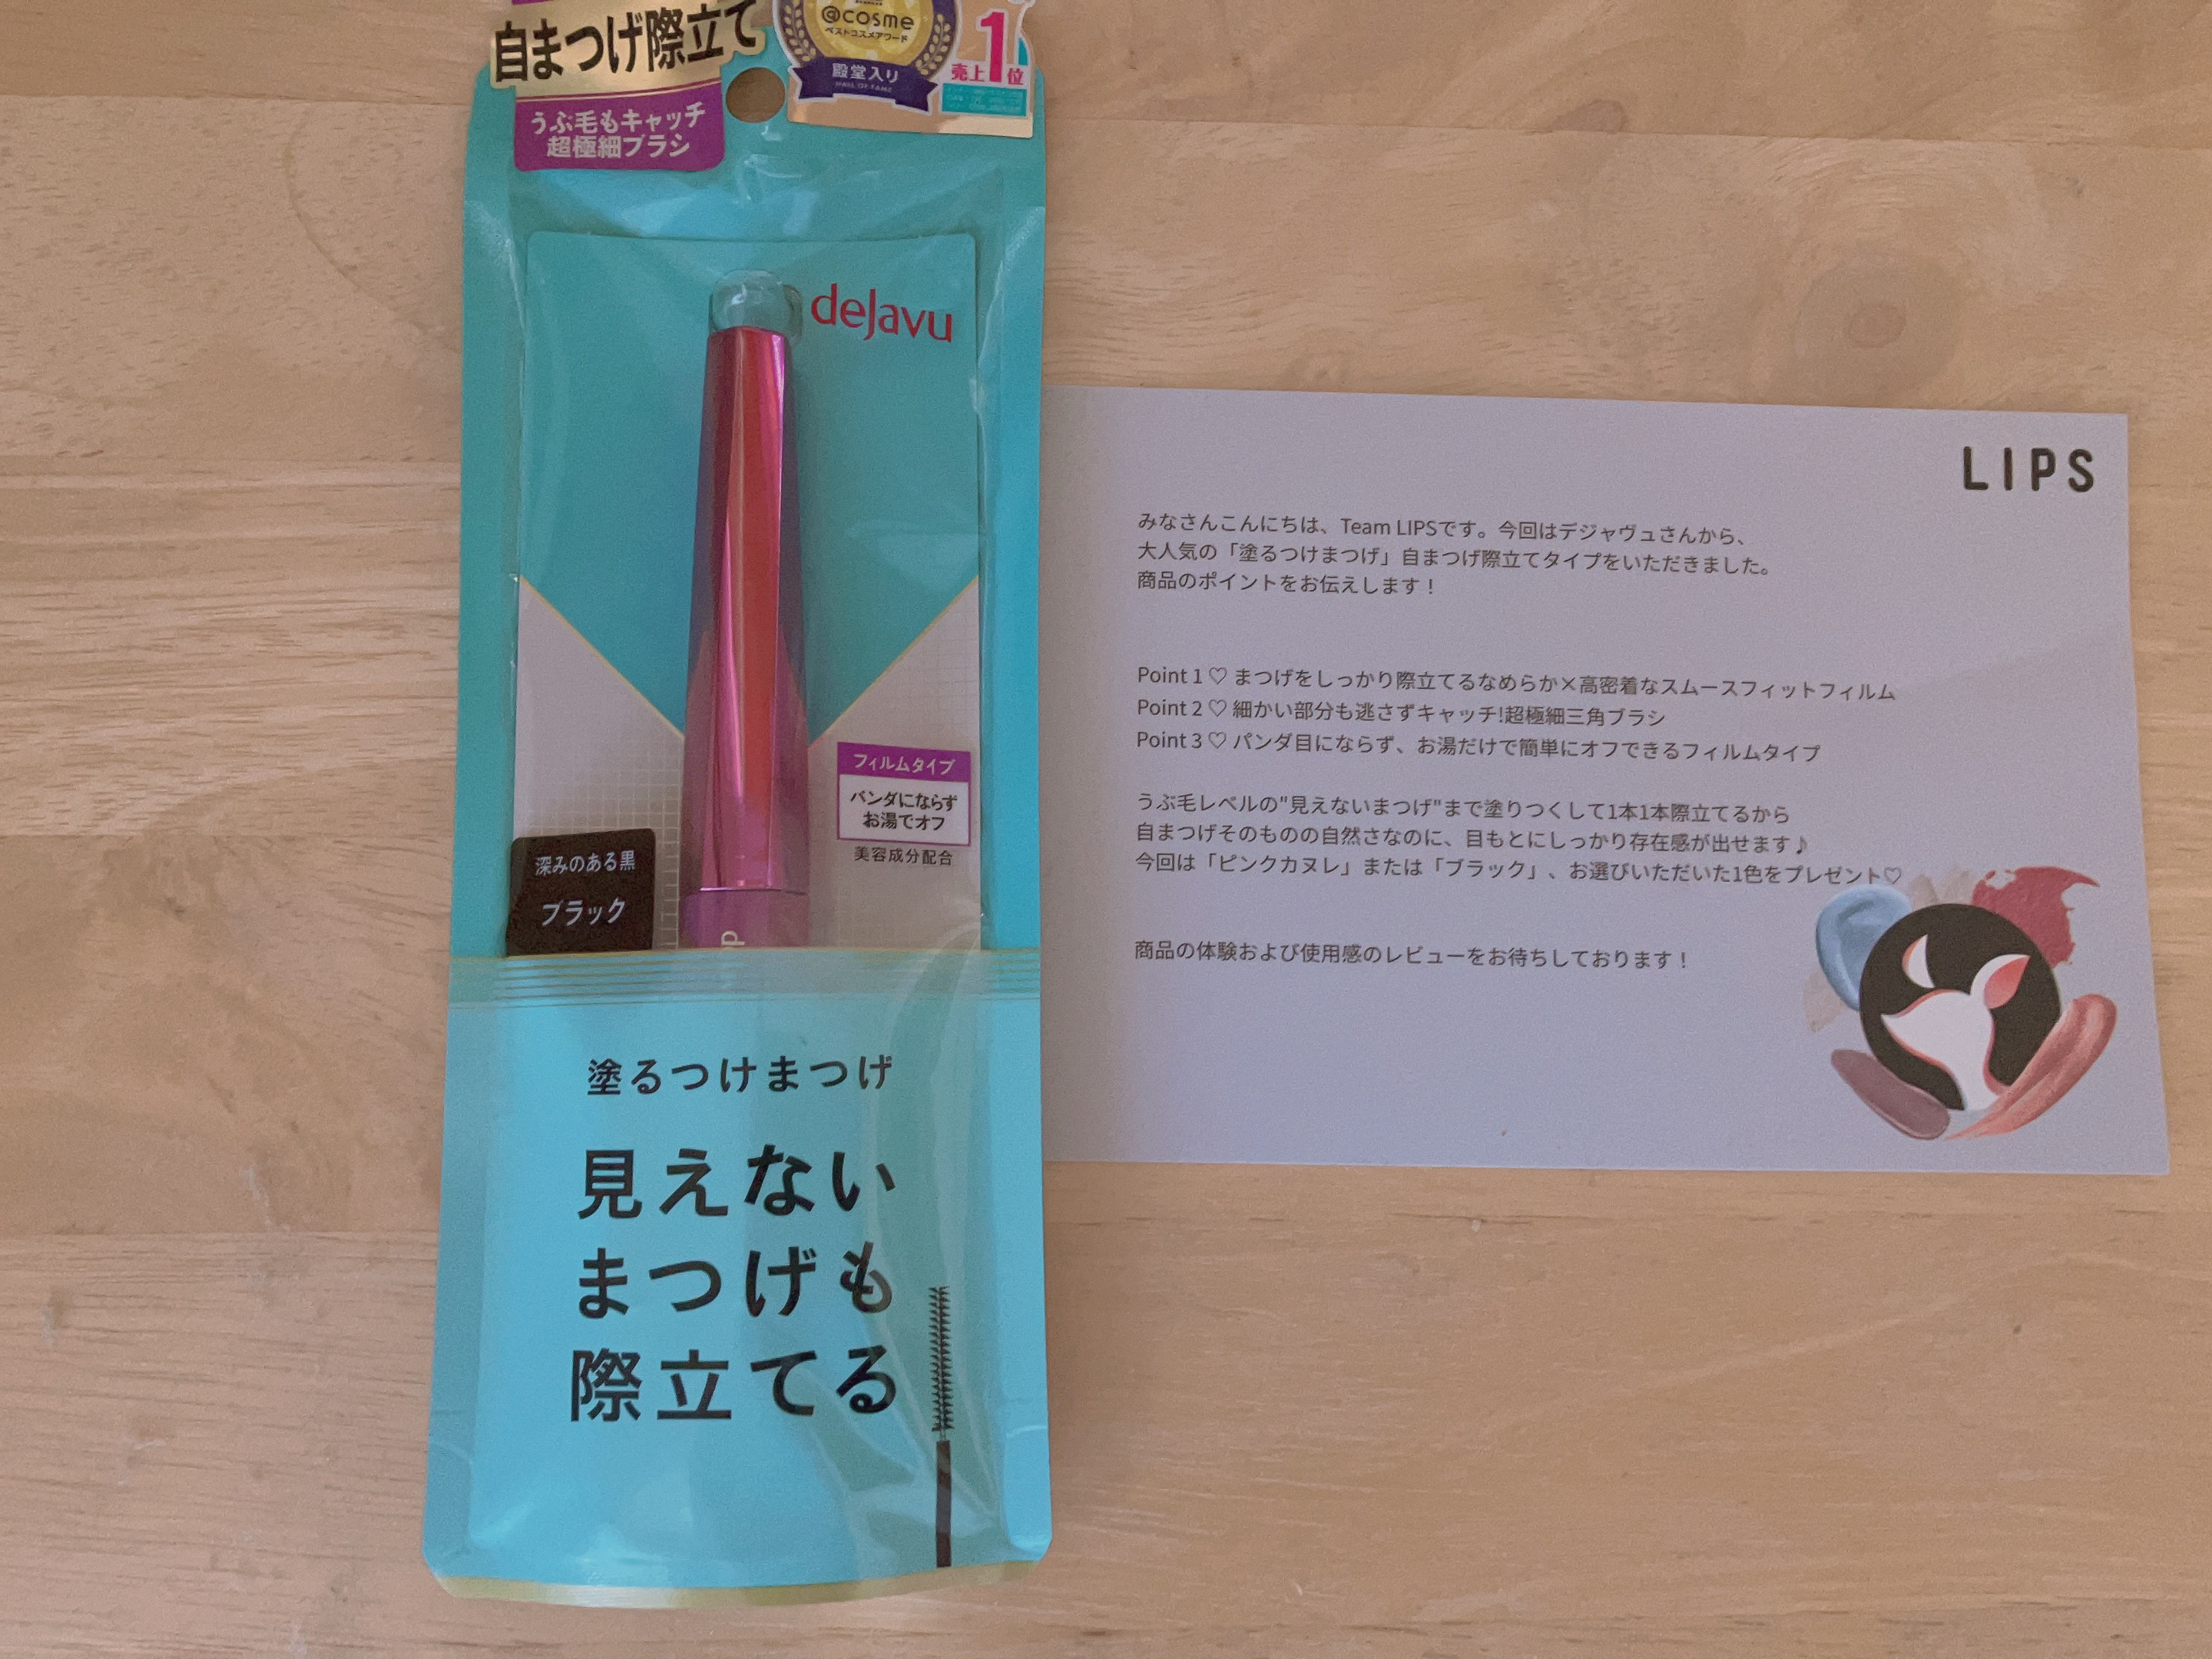 自まつげ際立て
うぶ毛もキャッチ
超極細ブラシ
@cosme
ベストコスメアワード
殿堂入り
HALL OF FAME
売上1位
dejavu
フィルムタイプ
パンダにならず
お湯でオフ
美容成分配合
深みのある黒
ブラック
塗るつけまつげ
見えない
まつげも
際立てる
LIPS
みなさんこんにちは、Team LIPSです。今回はデジャヴュさんから、
大人気の「塗るつけまつげ」自まつげ際立てタイプをいただきました。
商品のポイントをお伝えします！
Point 1 ♡ まつげをしっかり際立てるなめらか×高密着なスムースフィットフィルム
Point 2 ♡ 細かい部分も逃さずキャッチ!超極細三角ブラシ
Point 3 ♡ パンダ目にならず、お湯だけで簡単にオフできるフィルムタイプ
うぶ毛レベルの"見えないまつげ"まで塗りつくして1本1本際立てるから
自まつげそのものの自然さなのに、目もとにしっかり存在感が出せます♪
今回は「ピンクカヌレ」または「ブラック」、お選びいただいた1色をプレゼント♡
商品の体験および使用感のレビューをお待ちしております！